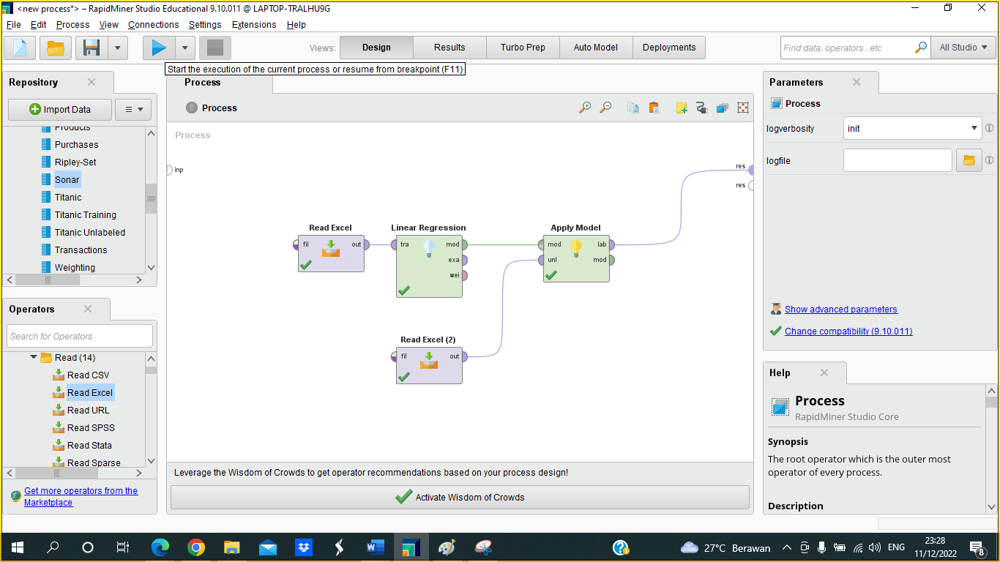 <new process*> – RapidMiner Studio Educational 9.10.011 @ LAPTOP-TRALHU9G
File Edit Process View Connections Settings Extensions Help
Views: Design Results Turbo Prep Auto Model Deployments
Find data, operators...etc
All Studio
Start the execution of the current process or resume from breakpoint (F11)
Repository
Import Data
Products
Purchases
Ripley-Set
Sonar
Titanic
Titanic Training
Titanic Unlabeled
Transactions
Weighting
Operators
Search for Operators
Read (14)
Read CSV
Read Excel
Read URL
Read SPSS
Read Stata
Read Sparse
Get more operators from the
Marketplace
Process
Process
Process
inp
res
res
Read Excel
fil out
Linear Regression
tra mod
exa
wei
Apply Model
mod lab
unl mod
Read Excel (2)
fil out
Leverage the Wisdom of Crowds to get operator recommendations based on your process design!
Activate Wisdom of Crowds
Parameters
Process
logverbosity init
logfile
Show advanced parameters
Change compatibility (9.10.011)
Help
Process
RapidMiner Studio Core
Synopsis
The root operator which is the outer most
operator of every process.
Description
27°C Berawan
ENG
23:28
11/12/2022
8